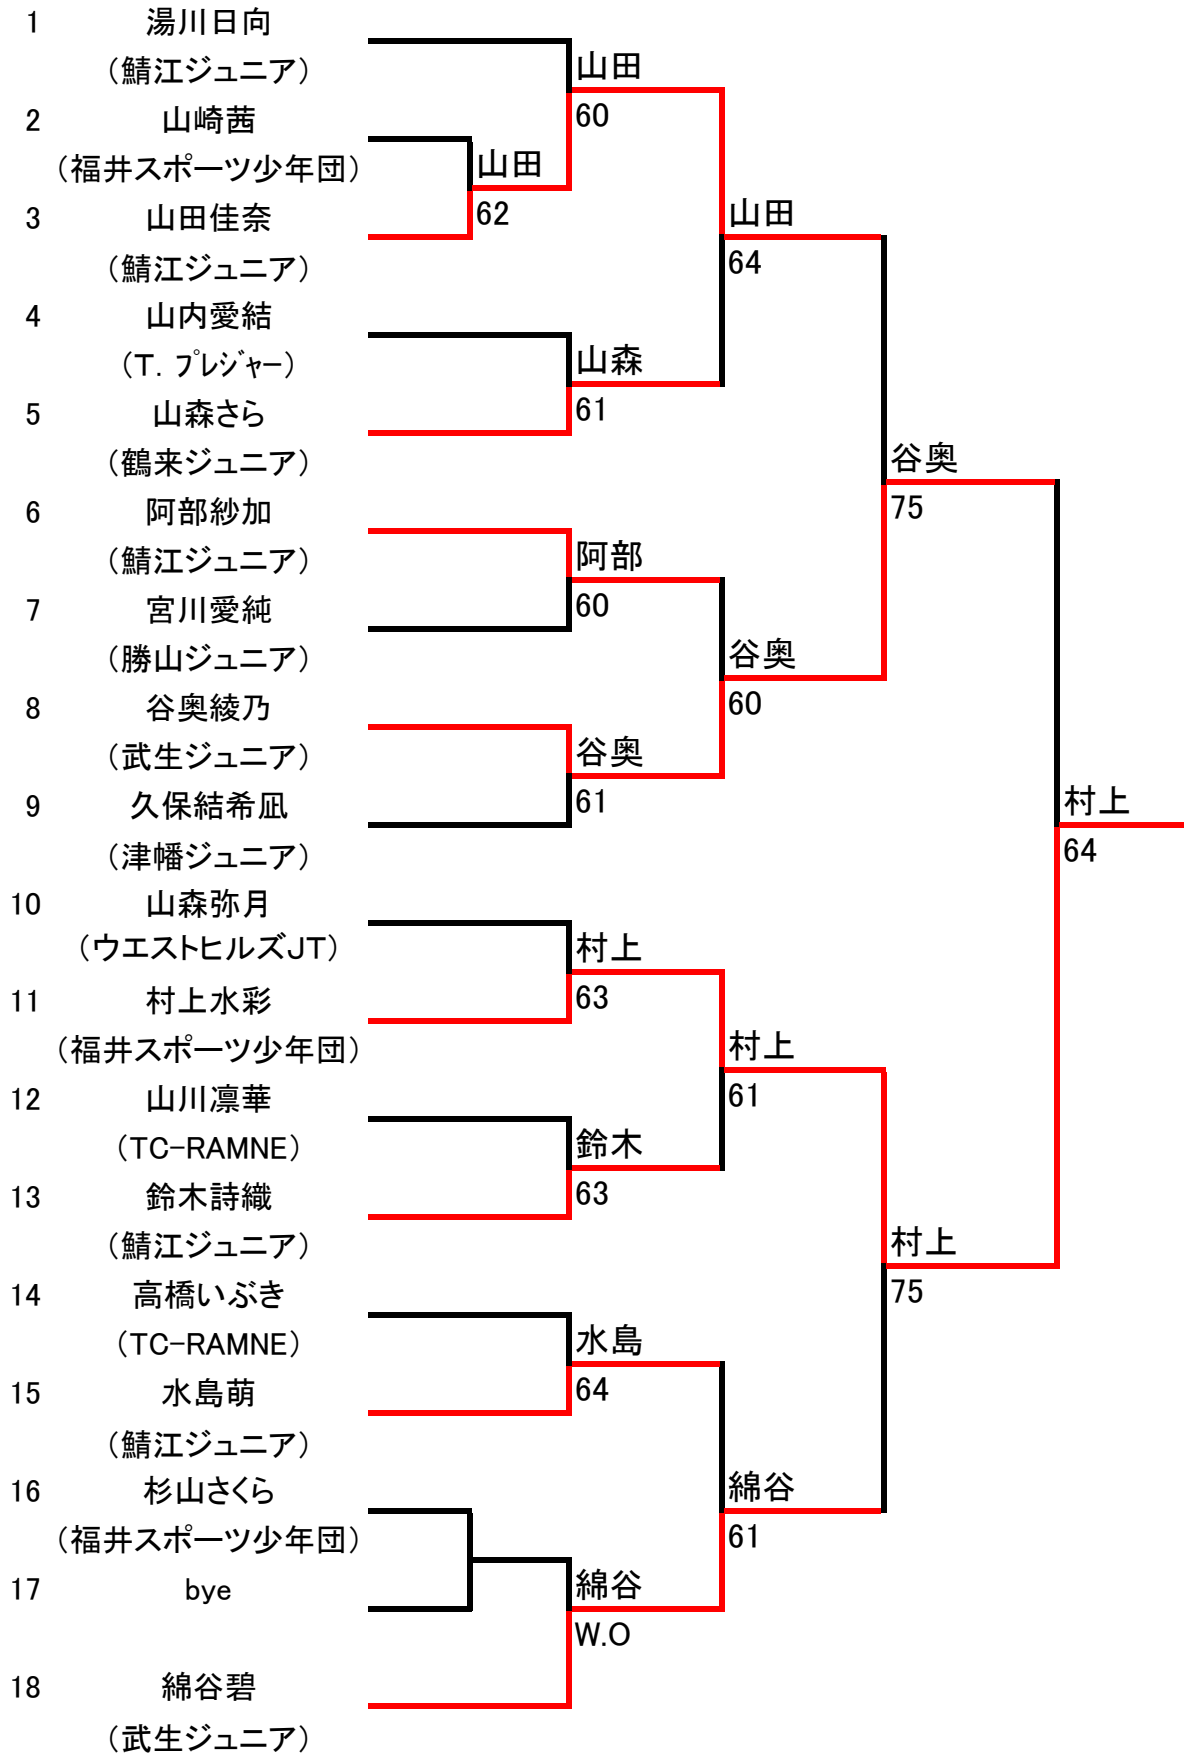 1 湯川日向
(鯖江ジュニア)
山田
60
2 山崎茜
(福井スポーツ少年団)
山田
62
3 山田佳奈
(鯖江ジュニア)
山田
64
4 山内愛結
(T. プレジャー)
山森
61
5 山森さら
(鶴来ジュニア)
谷奥
75
6 阿部紗加
(鯖江ジュニア)
阿部
60
7 宮川愛純
(勝山ジュニア)
谷奥
60
8 谷奥綾乃
(武生ジュニア)
谷奥
61
9 久保結希凪
(津幡ジュニア)
村上
64
10 山森弥月
(ウエストヒルズJT)
村上
63
11 村上水彩
(福井スポーツ少年団)
村上
61
12 山川凛華
(TC-RAMNE)
鈴木
63
13 鈴木詩織
(鯖江ジュニア)
村上
75
14 高橋いぶき
(TC-RAMNE)
水島
64
15 水島萌
(鯖江ジュニア)
16 杉山さくら
(福井スポーツ少年団)
綿谷
61
17 bye
綿谷
W.O
18 綿谷碧
(武生ジュニア)